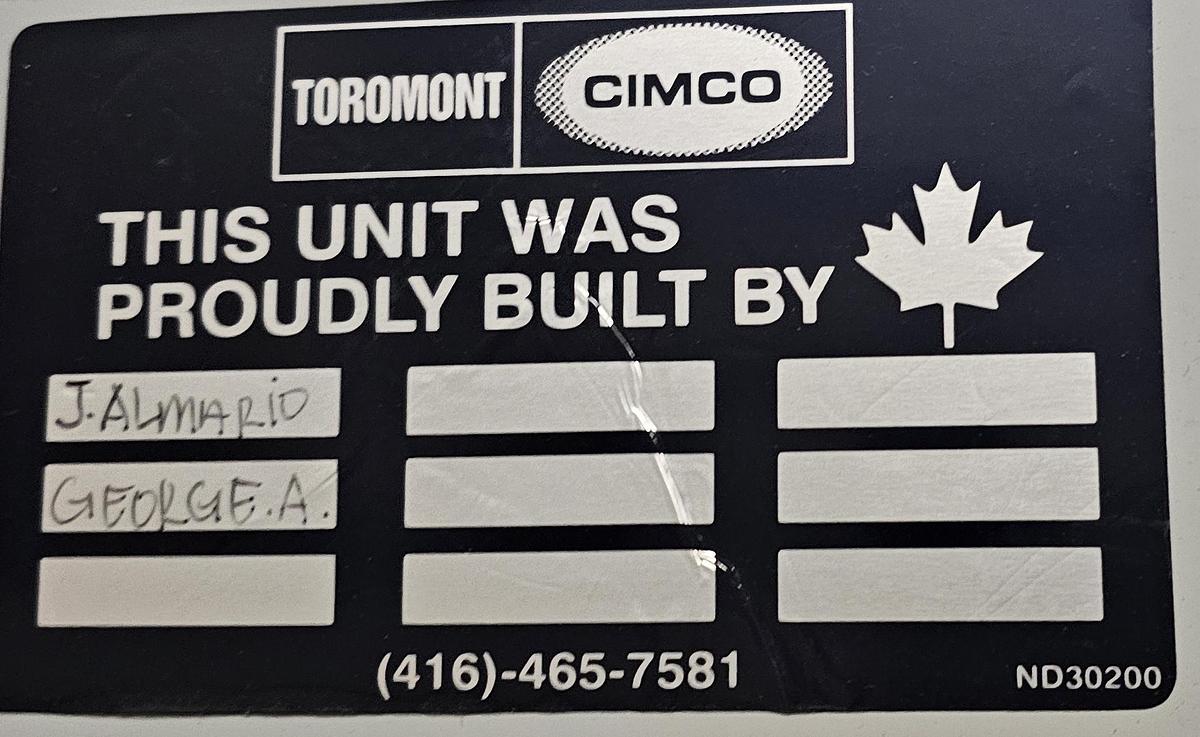 TOROMONT CIMCO
THIS UNIT WAS
PROUDLY BUILT BY
J. ALMARIO
GEORGE.A.
(416)-465-7581
ND30200